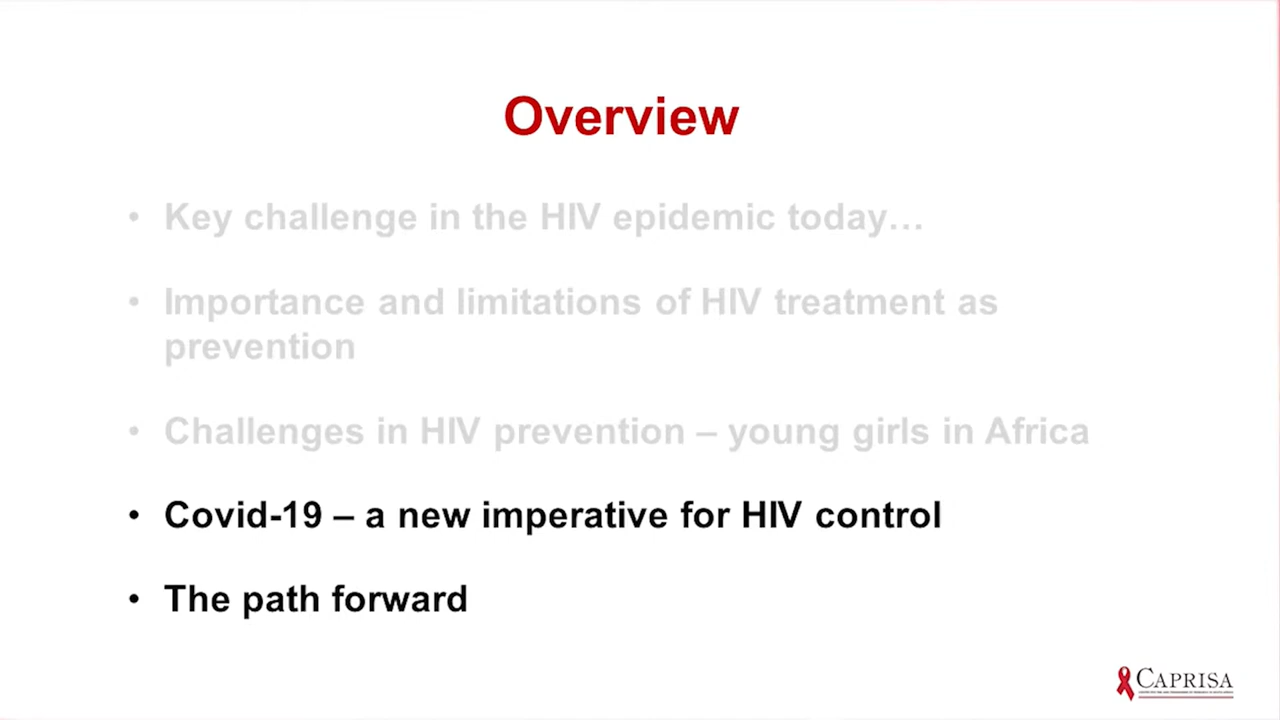 Overview
• Key challenge in the HIV epidemic today…
• Importance and limitations of HIV treatment as
prevention
• Challenges in HIV prevention – young girls in Africa
• Covid-19 – a new imperative for HIV control
• The path forward
CAPRISA